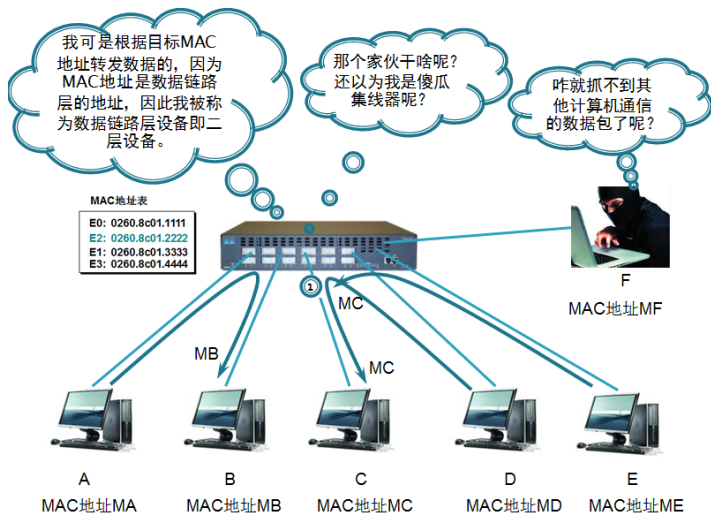 我可是根据目标MAC
地址转发数据的，因为
MAC地址是数据链路
层的地址，因此我被称
为数据链路层设备即二
层设备。
那个家伙干啥呢？
还以为我是傻瓜
集线器呢？
咋就抓不到其
他计算机通信
的数据包了呢？
MAC地址表
E0: 0260.8c01.1111
E2: 0260.8c01.2222
E1: 0260.8c01.3333
E3: 0260.8c01.4444
F
MAC地址MF
1
MC
MB
MC
A
B
C
D
E
MAC地址MA
MAC地址MB
MAC地址MC
MAC地址MD
MAC地址ME